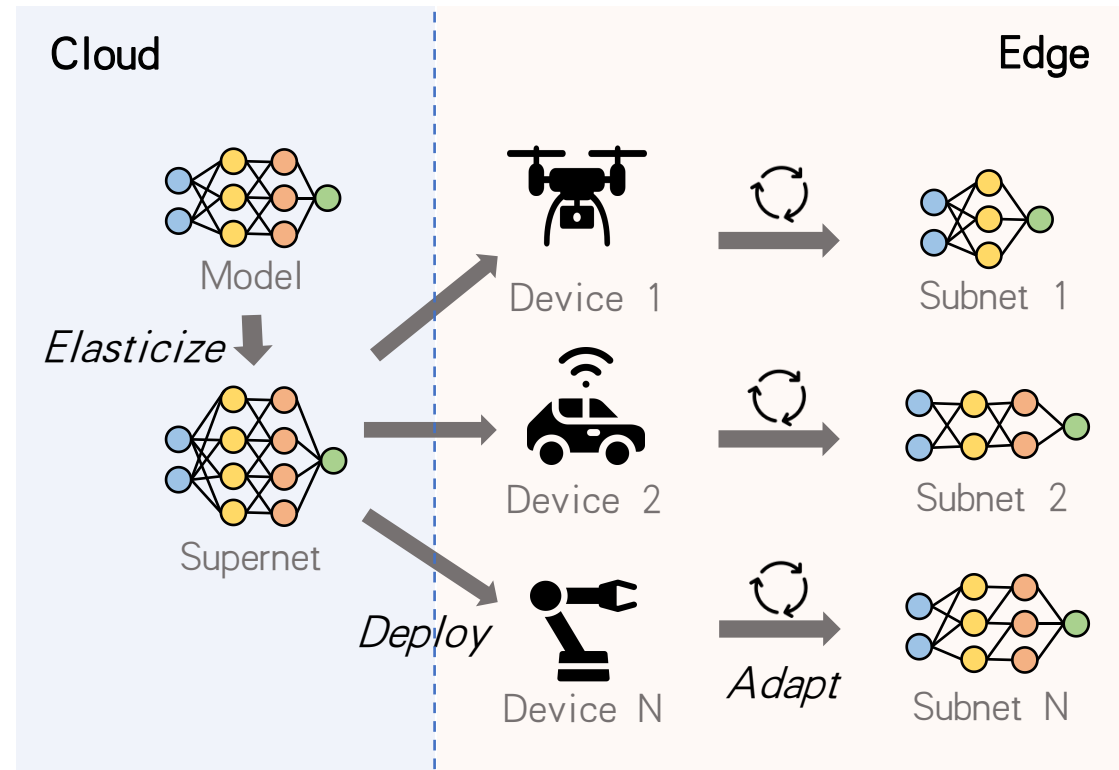 Cloud
Edge
Model
Elasticize
Supernet
Deploy
Device 1
Device 2
Device N
Adapt
Subnet 1
Subnet 2
Subnet N